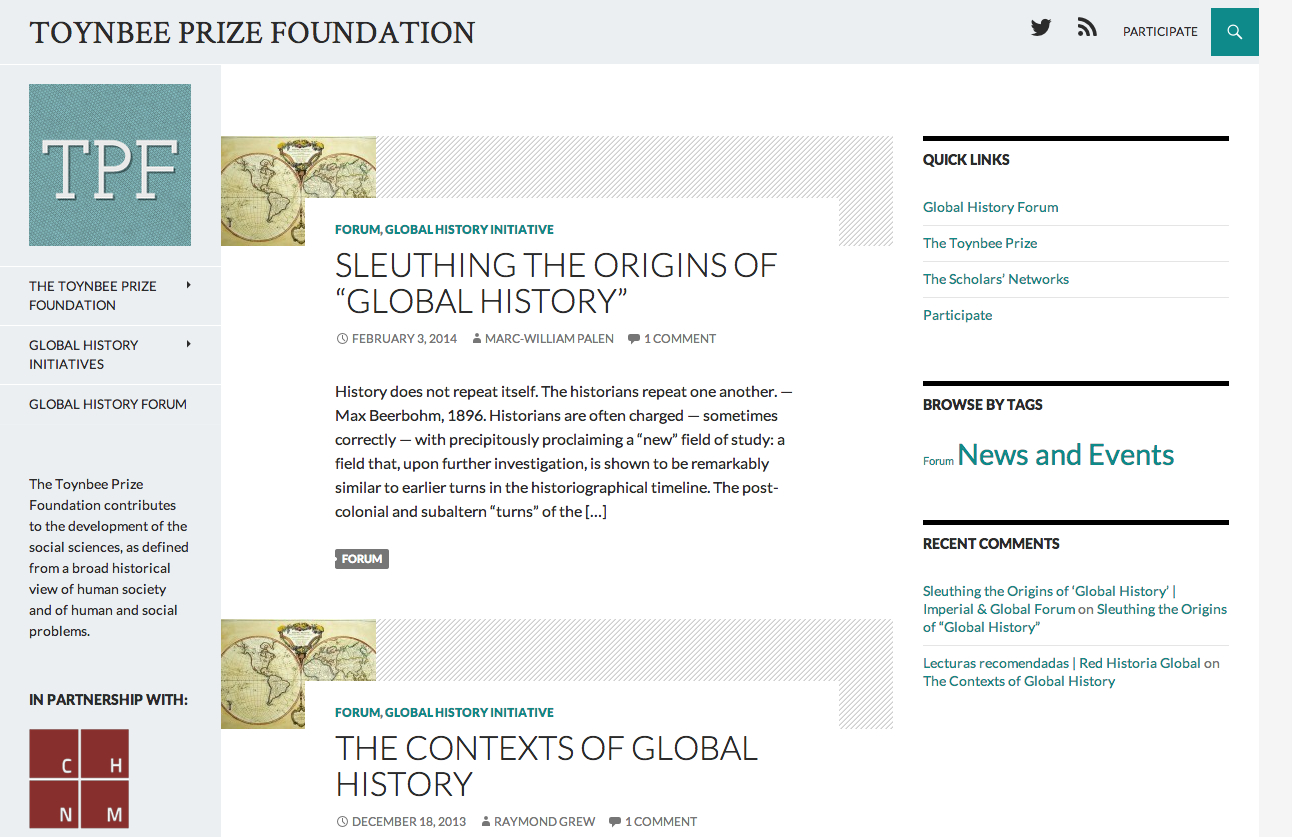 TOYNBEE PRIZE FOUNDATION
PARTICIPATE
TPF
THE TOYNBEE PRIZE
FOUNDATION
GLOBAL HISTORY
INITIATIVES
GLOBAL HISTORY FORUM
The Toynbee Prize
Foundation contributes
to the development of the
social sciences, as defined
from a broad historical
view of human society
and of human and social
problems.
IN PARTNERSHIP WITH:
C H
N M
FORUM, GLOBAL HISTORY INITIATIVE
SLEUTHING THE ORIGINS OF
“GLOBAL HISTORY”
FEBRUARY 3, 2014 MARC-WILLIAM PALEN 1 COMMENT
History does not repeat itself. The historians repeat one another. —
Max Beerbohm, 1896. Historians are often charged — sometimes
correctly — with precipitously proclaiming a “new” field of study: a
field that, upon further investigation, is shown to be remarkably
similar to earlier turns in the historiographical timeline. The post-
colonial and subaltern “turns” of the […]
FORUM
FORUM, GLOBAL HISTORY INITIATIVE
THE CONTEXTS OF GLOBAL
HISTORY
DECEMBER 18, 2013 RAYMOND GREW 1 COMMENT
QUICK LINKS
Global History Forum
The Toynbee Prize
The Scholars’ Networks
Participate
BROWSE BY TAGS
Forum News and Events
RECENT COMMENTS
Sleuthing the Origins of ‘Global History’ |
Imperial & Global Forum on Sleuthing the Origins
of “Global History”
Lecturas recomendadas | Red Historia Global on
The Contexts of Global History